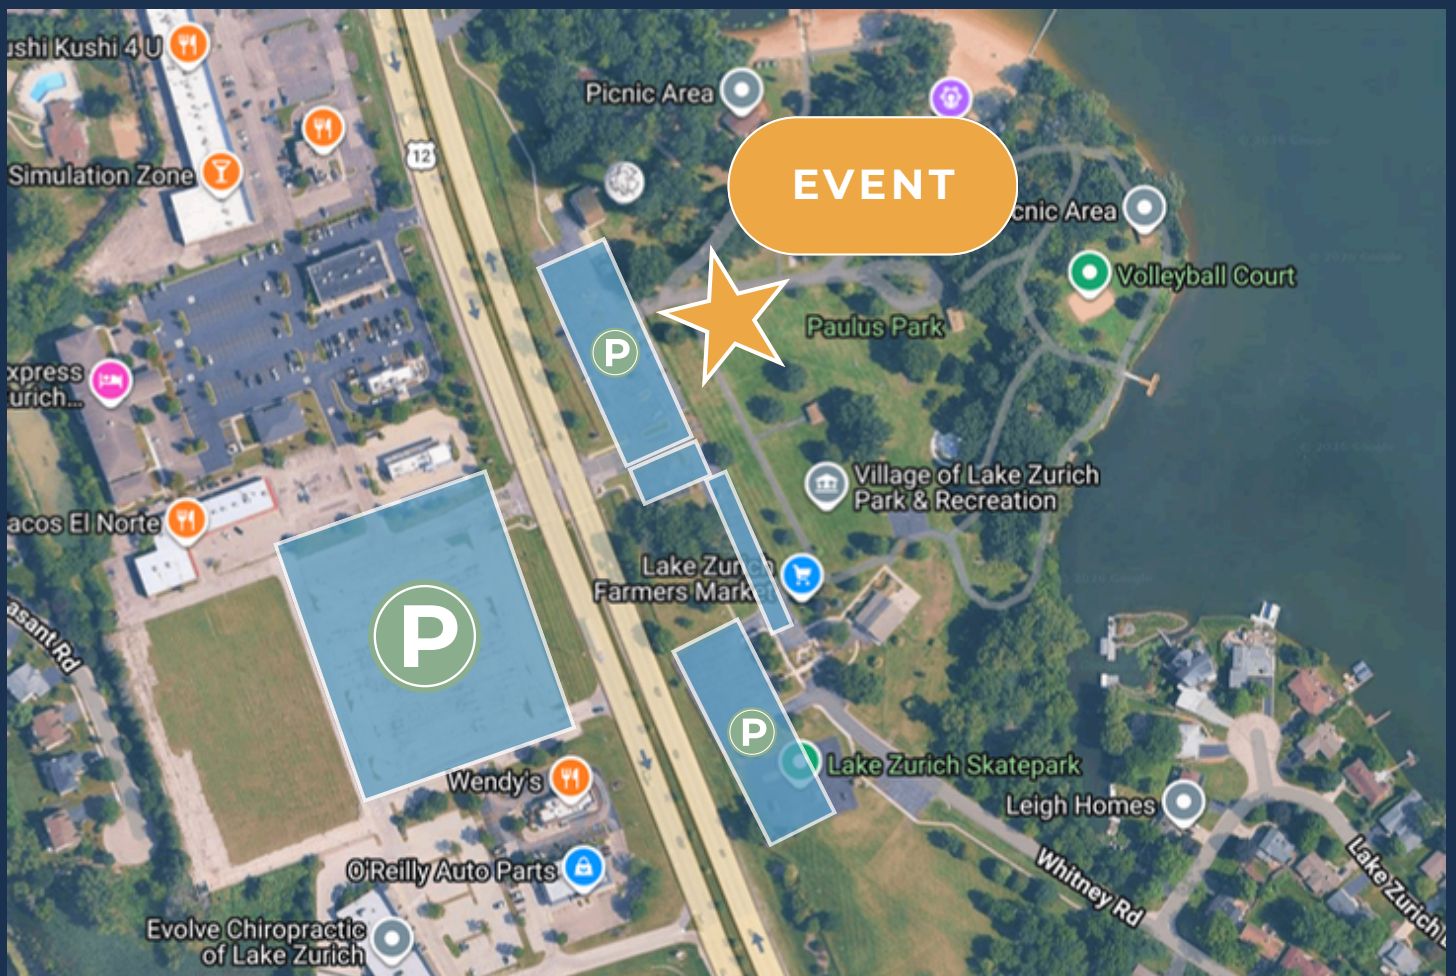 ushi Kushi 4 U
Picnic Area
12
Simulation Zone
EVENT
cnic Area
Volleyball Court
Paulus Park
P
xpress
urich...
Village of Lake Zurich
Park & Recreation
acos El Norte
Lake Zurich
Farmers Market
P
asant Rd
P
Lake Zurich Skatepark
Wendy's
Leigh Homes
O'Reilly Auto Parts
Whitney Rd
Lake Zurich
Evolve Chiropractic
of Lake Zurich